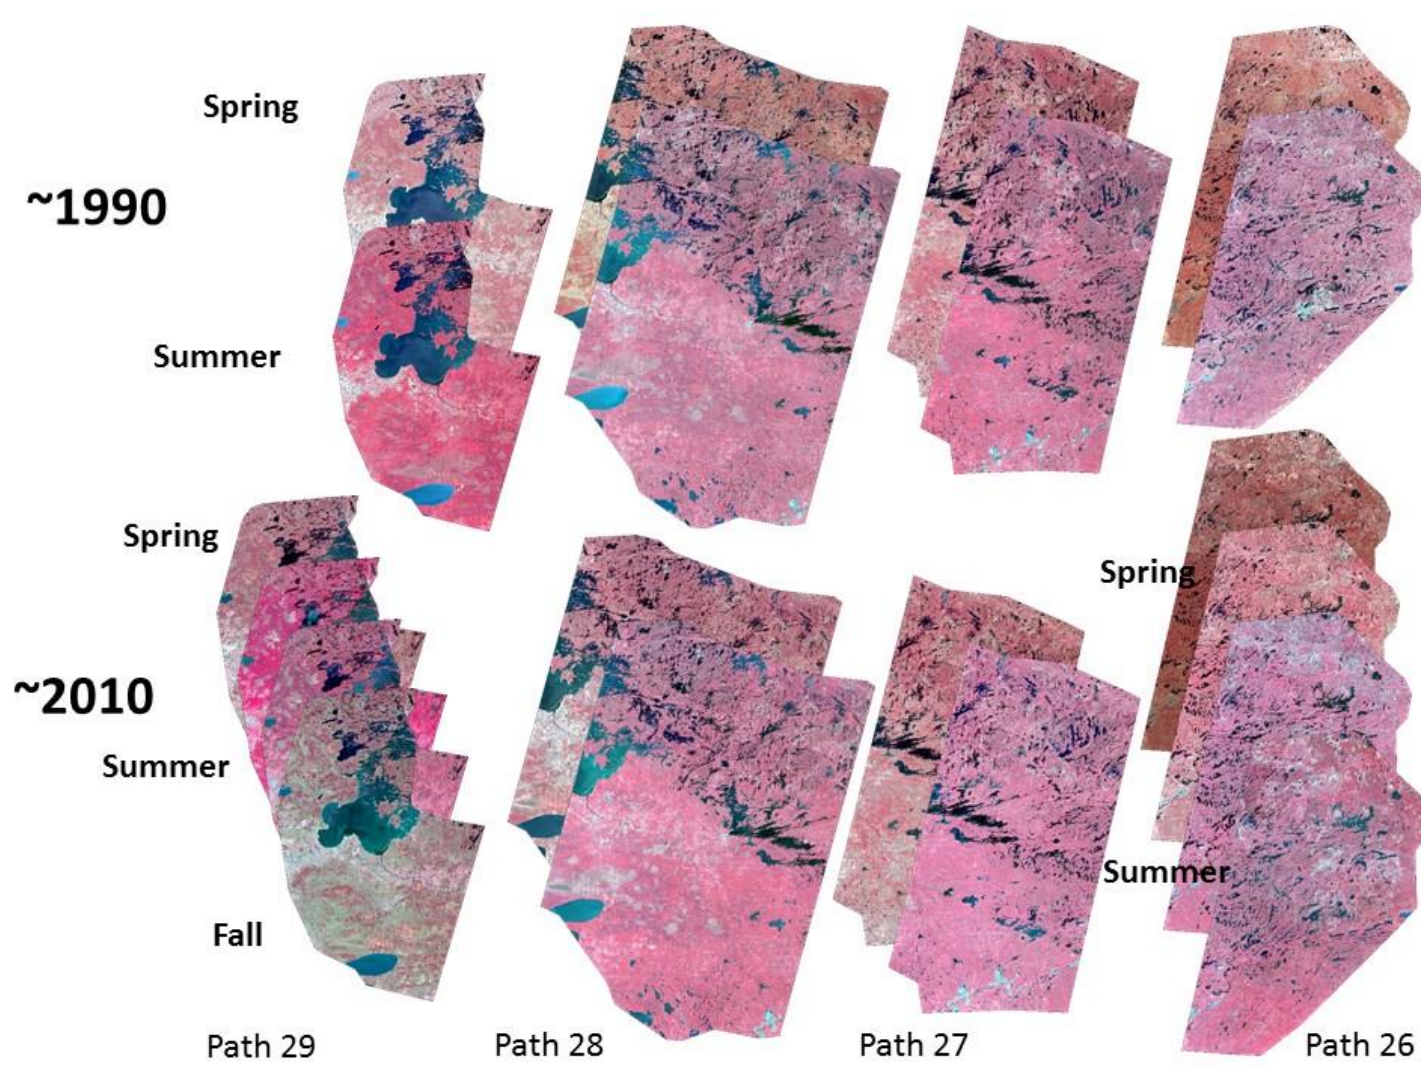 Spring
~1990
Summer
Spring
Spring
~2010
Summer
Summer
Fall
Path 29
Path 28
Path 27
Path 26